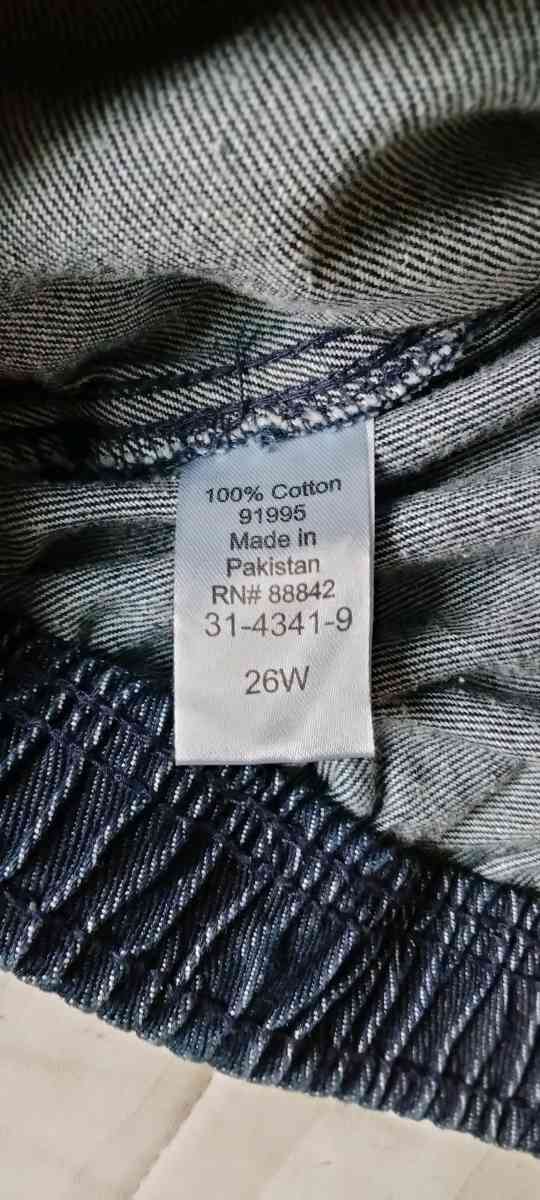 100% Cotton
91995
Made in
Pakistan
RN# 88842
31-4341-9
26W